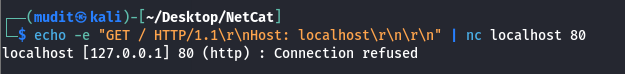 ┌──(mudit㉿kali)-[~/Desktop/NetCat]
└─$ echo -e "GET / HTTP/1.1\r\nHost: localhost\r\n\r\n" | nc localhost 80
localhost [127.0.0.1] 80 (http) : Connection refused